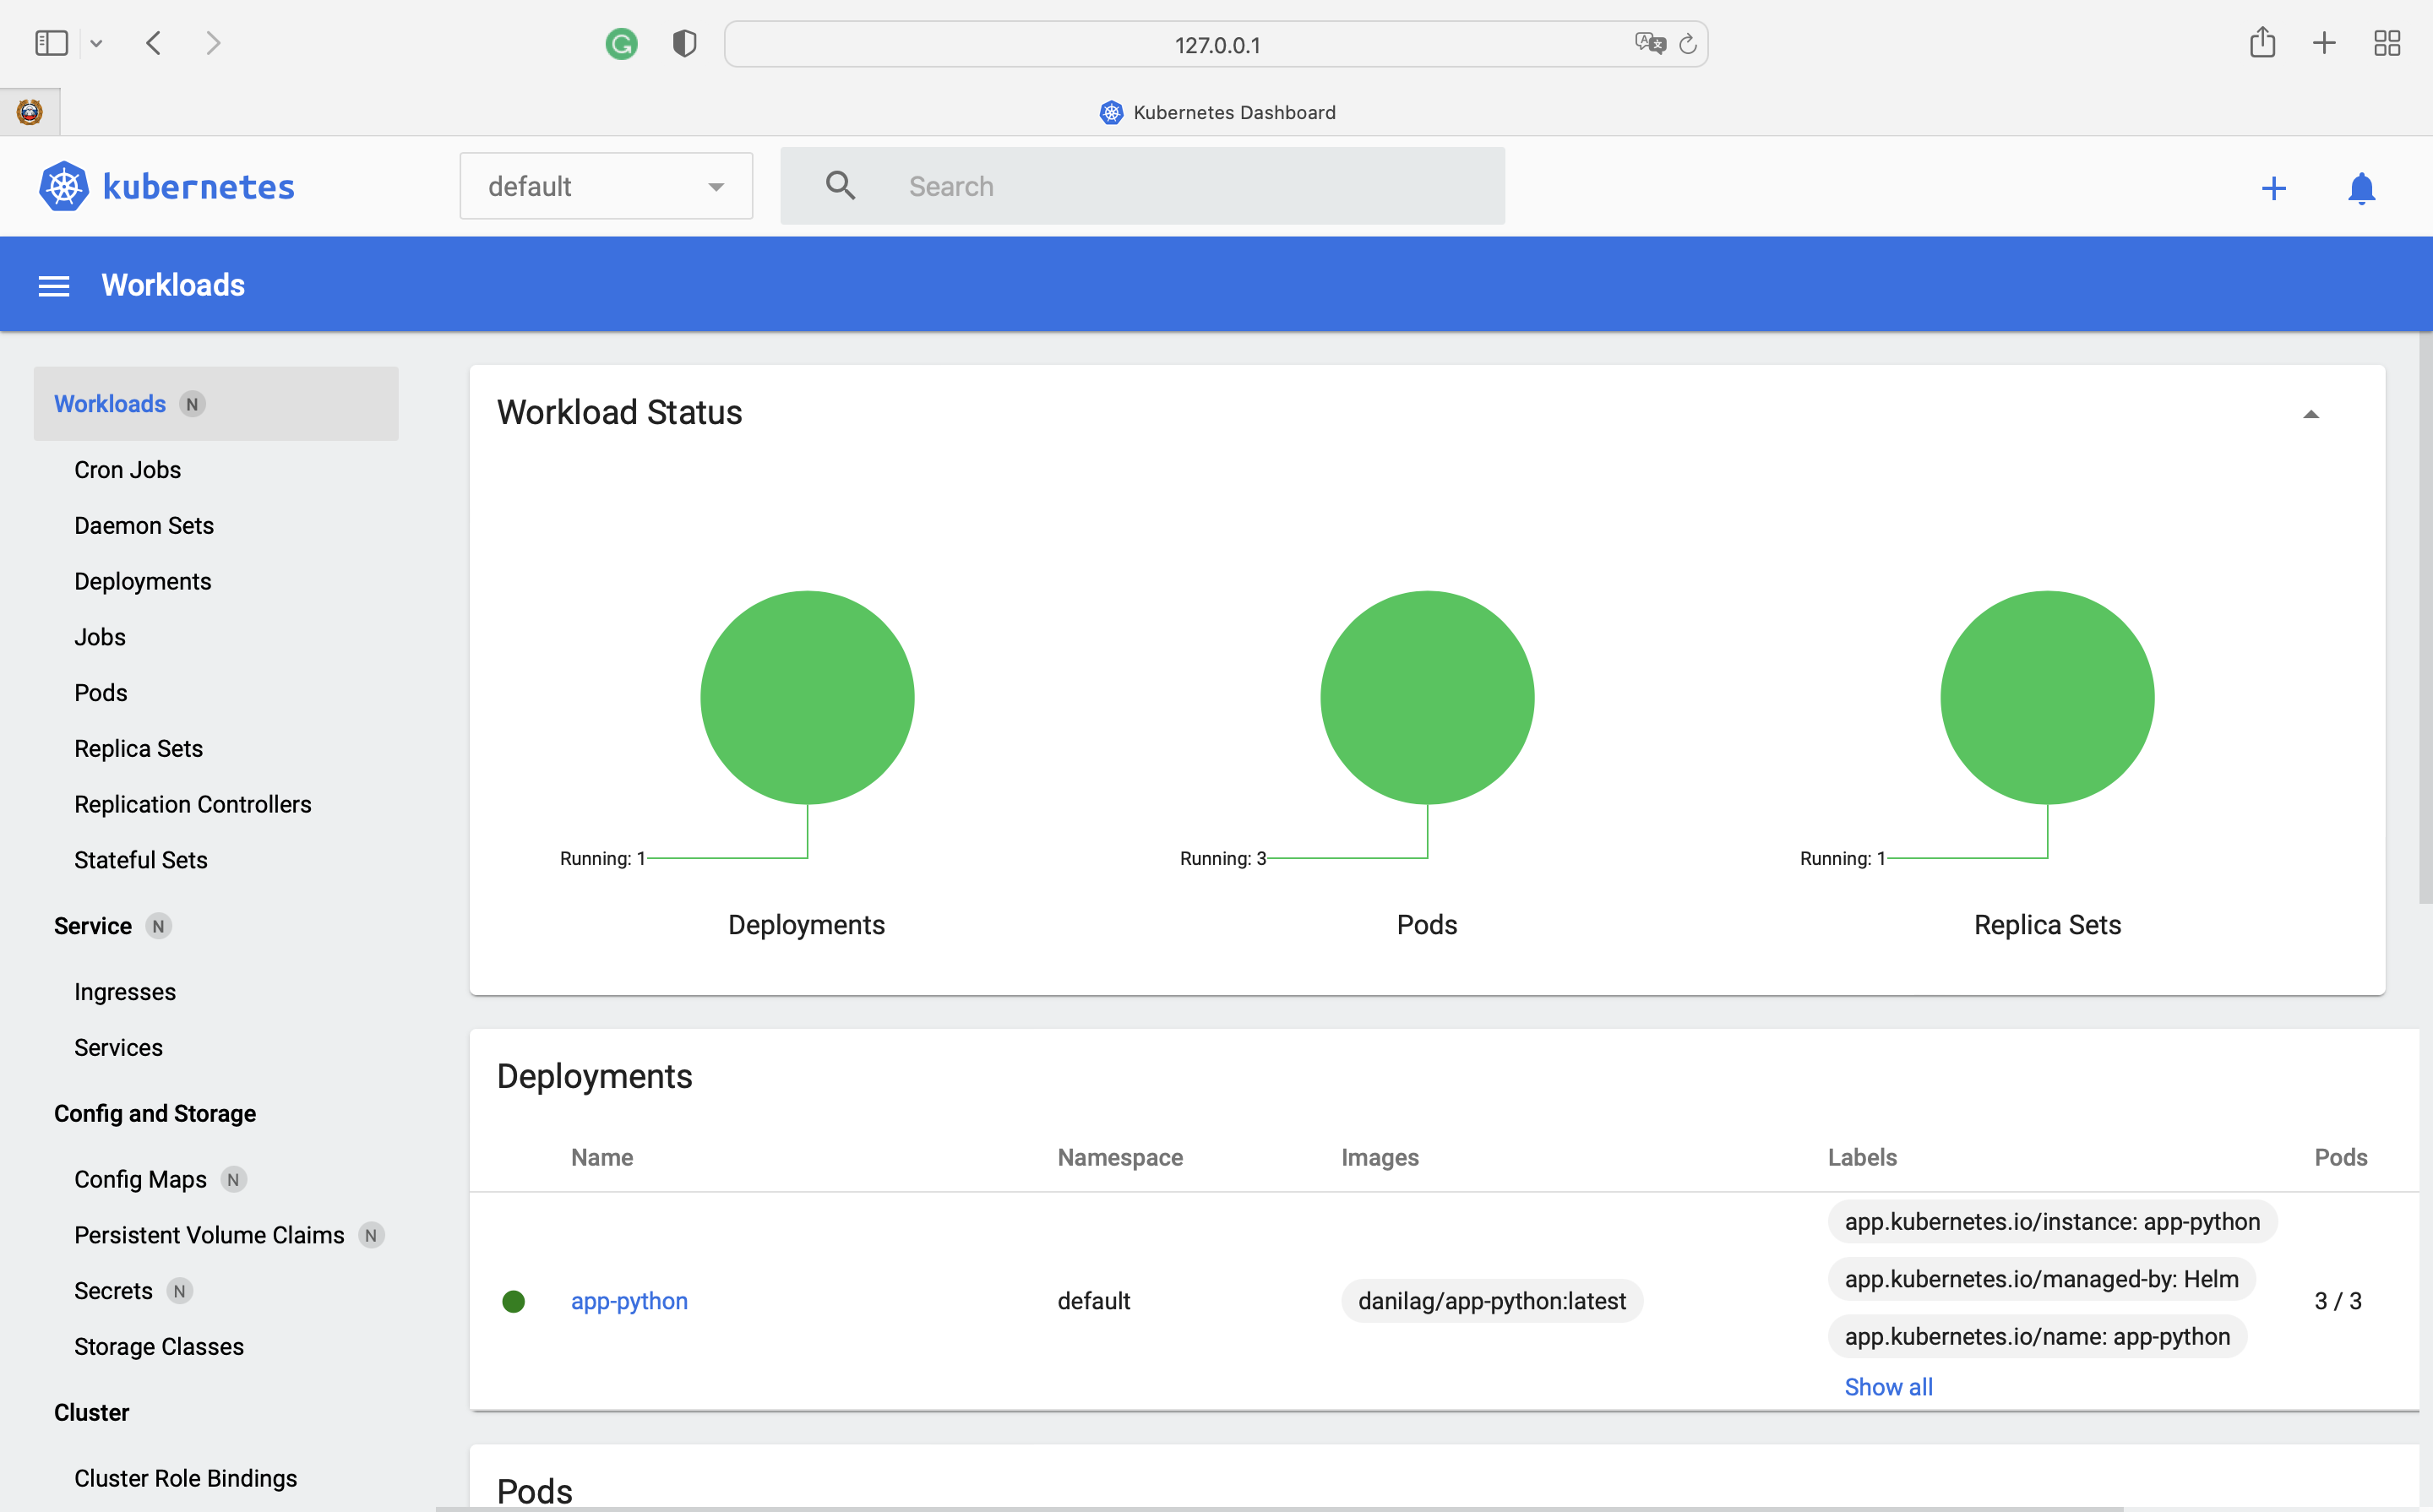 127.0.0.1
Kubernetes Dashboard
kubernetes
default
Search
Workloads
Workloads N
Cron Jobs
Daemon Sets
Deployments
Jobs
Pods
Replica Sets
Replication Controllers
Stateful Sets
Service N
Ingresses
Services
Config and Storage
Config Maps N
Persistent Volume Claims N
Secrets N
Storage Classes
Cluster
Cluster Role Bindings
Workload Status
Running: 1
Running: 3
Running: 1
Deployments
Pods
Replica Sets
Deployments
Name Namespace Images Labels Pods
app-python default danilag/app-python:latest 3 / 3
app.kubernetes.io/instance: app-python
app.kubernetes.io/managed-by: Helm
app.kubernetes.io/name: app-python
Show all
Pods